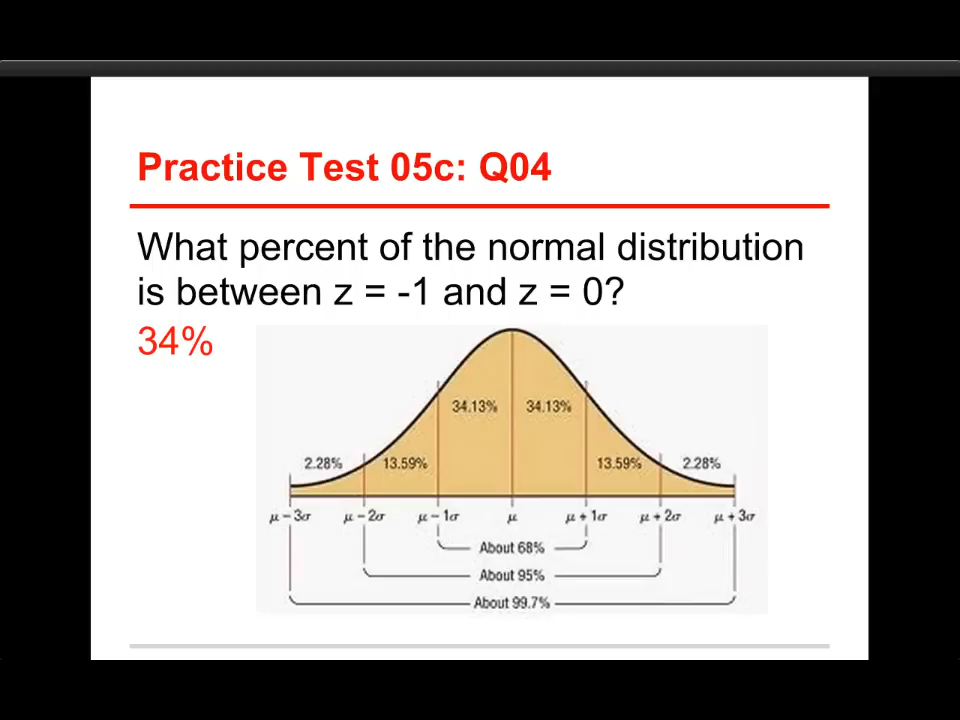 Practice Test 05c: Q04
What percent of the normal distribution
is between z = -1 and z = 0?
34%
34.13% 34.13%
2.28% 13.59% 13.59% 2.28%
μ − 3σ μ − 2σ μ − 1σ μ μ + 1σ μ + 2σ μ + 3σ
About 68%
About 95%
About 99.7%